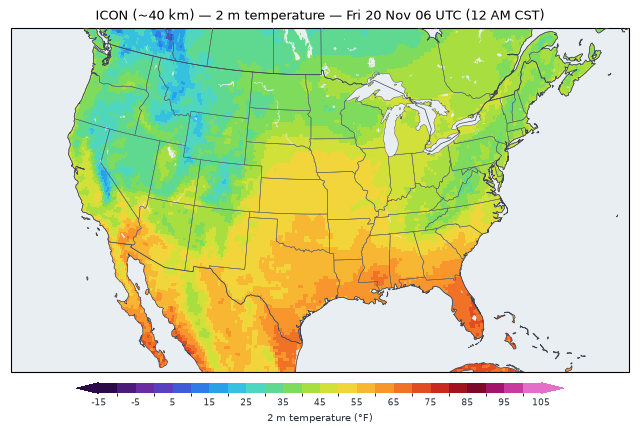 ICON (~40 km) — 2 m temperature — Fri 20 Nov 06 UTC (12 AM CST)
-15 -5 5 15 25 35 45 55 65 75 85 95 105
2 m temperature (°F)